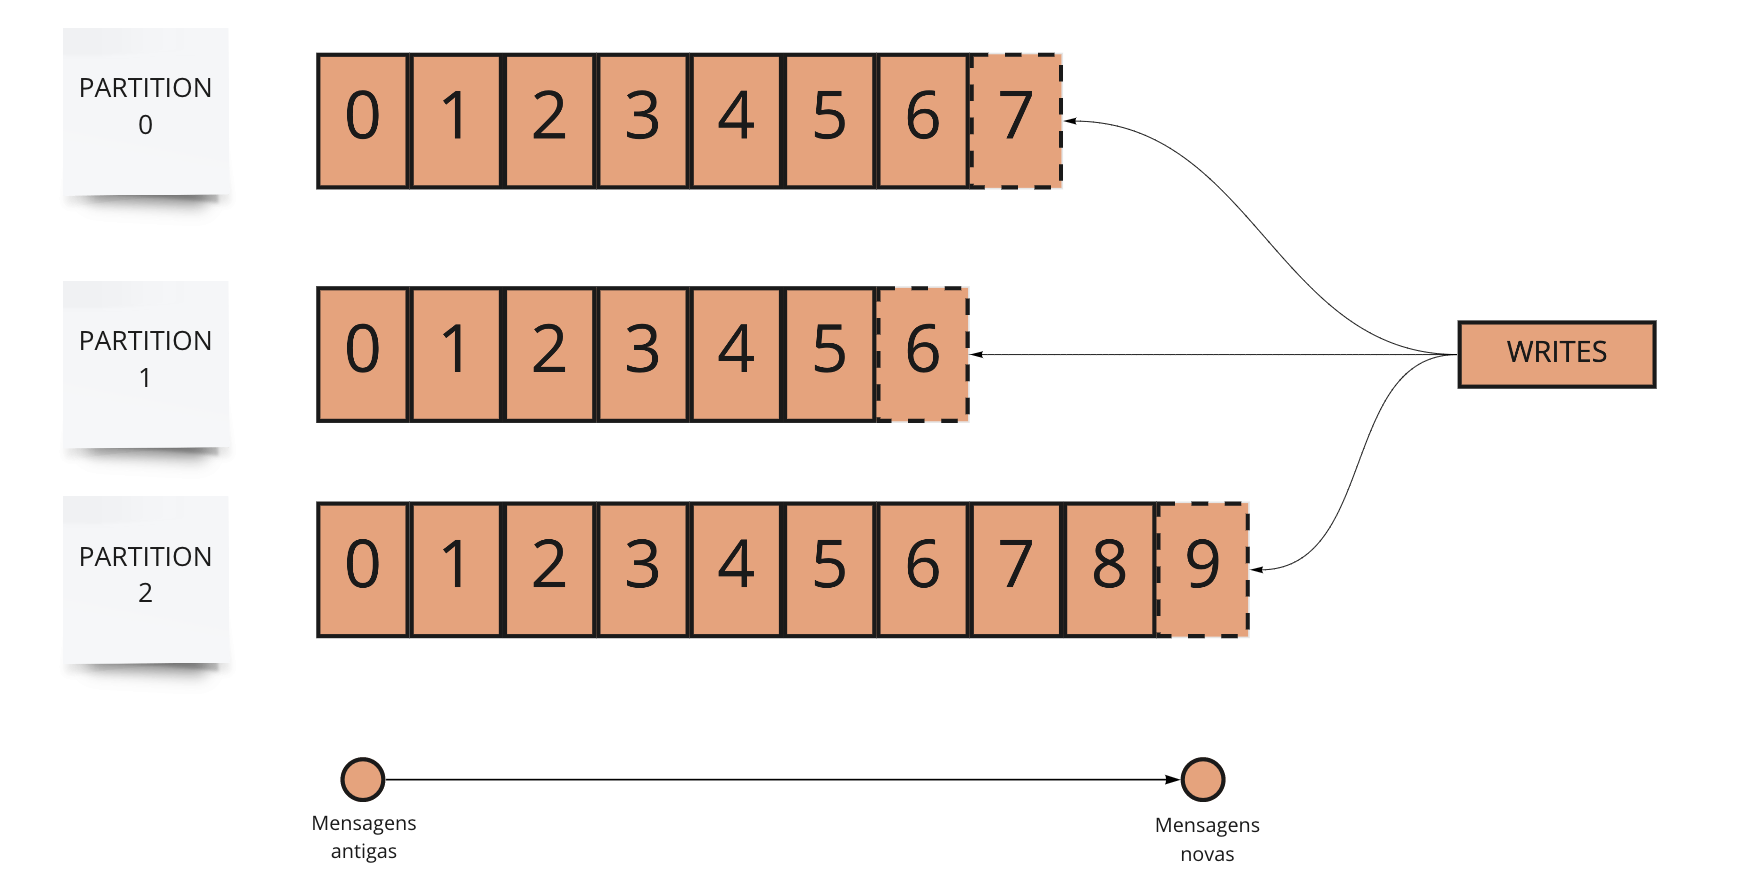 PARTITION
0
0 1 2 3 4 5 6 7
PARTITION
1
0 1 2 3 4 5 6
WRITES
PARTITION
2
0 1 2 3 4 5 6 7 8 9
Mensagens
antigas
Mensagens
novas